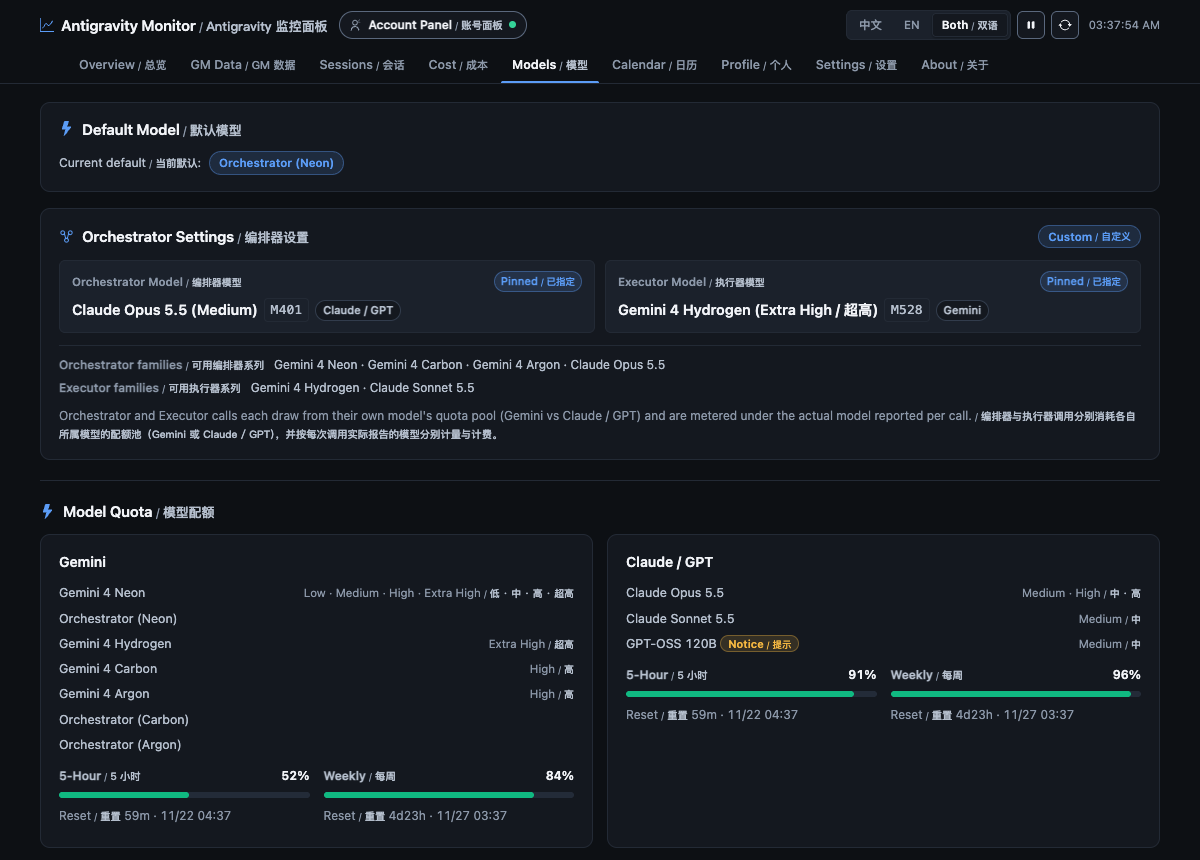 Antigravity Monitor / Antigravity 监控面板 Account Panel / 账号面板 中文 EN Both / 双语 03:37:54 AM
Overview / 总览 GM Data / GM 数据 Sessions / 会话 Cost / 成本 Models / 模型 Calendar / 日历 Profile / 个人 Settings / 设置 About / 关于
Default Model / 默认模型
Current default / 当前默认: Orchestrator (Neon)
Orchestrator Settings / 编排器设置 Custom / 自定义
Orchestrator Model / 编排器模型 Pinned / 已指定
Claude Opus 5.5 (Medium) M401 Claude / GPT
Executor Model / 执行器模型 Pinned / 已指定
Gemini 4 Hydrogen (Extra High / 超高) M528 Gemini
Orchestrator families / 可用编排器系列 Gemini 4 Neon · Gemini 4 Carbon · Gemini 4 Argon · Claude Opus 5.5
Executor families / 可用执行器系列 Gemini 4 Hydrogen · Claude Sonnet 5.5
Orchestrator and Executor calls each draw from their own model's quota pool (Gemini vs Claude / GPT) and are metered under the actual model reported per call. / 编排器与执行器调用分别消耗各自
所属模型的配额池（Gemini 或 Claude / GPT)，并按每次调用实际报告的模型分别计量与计费。
Model Quota / 模型配额
Gemini
Gemini 4 Neon Low · Medium · High · Extra High / 低 · 中 · 高 · 超高
Orchestrator (Neon)
Gemini 4 Hydrogen Extra High / 超高
Gemini 4 Carbon High / 高
Gemini 4 Argon High / 高
Orchestrator (Carbon)
Orchestrator (Argon)
5-Hour / 5 小时 52% Weekly / 每周 84%
Reset / 重置 59m · 11/22 04:37 Reset / 重置 4d23h · 11/27 03:37
Claude / GPT
Claude Opus 5.5 Medium · High / 中 · 高
Claude Sonnet 5.5 Medium / 中
GPT-OSS 120B Notice / 提示 Medium / 中
5-Hour / 5 小时 91% Weekly / 每周 96%
Reset / 重置 59m · 11/22 04:37 Reset / 重置 4d23h · 11/27 03:37